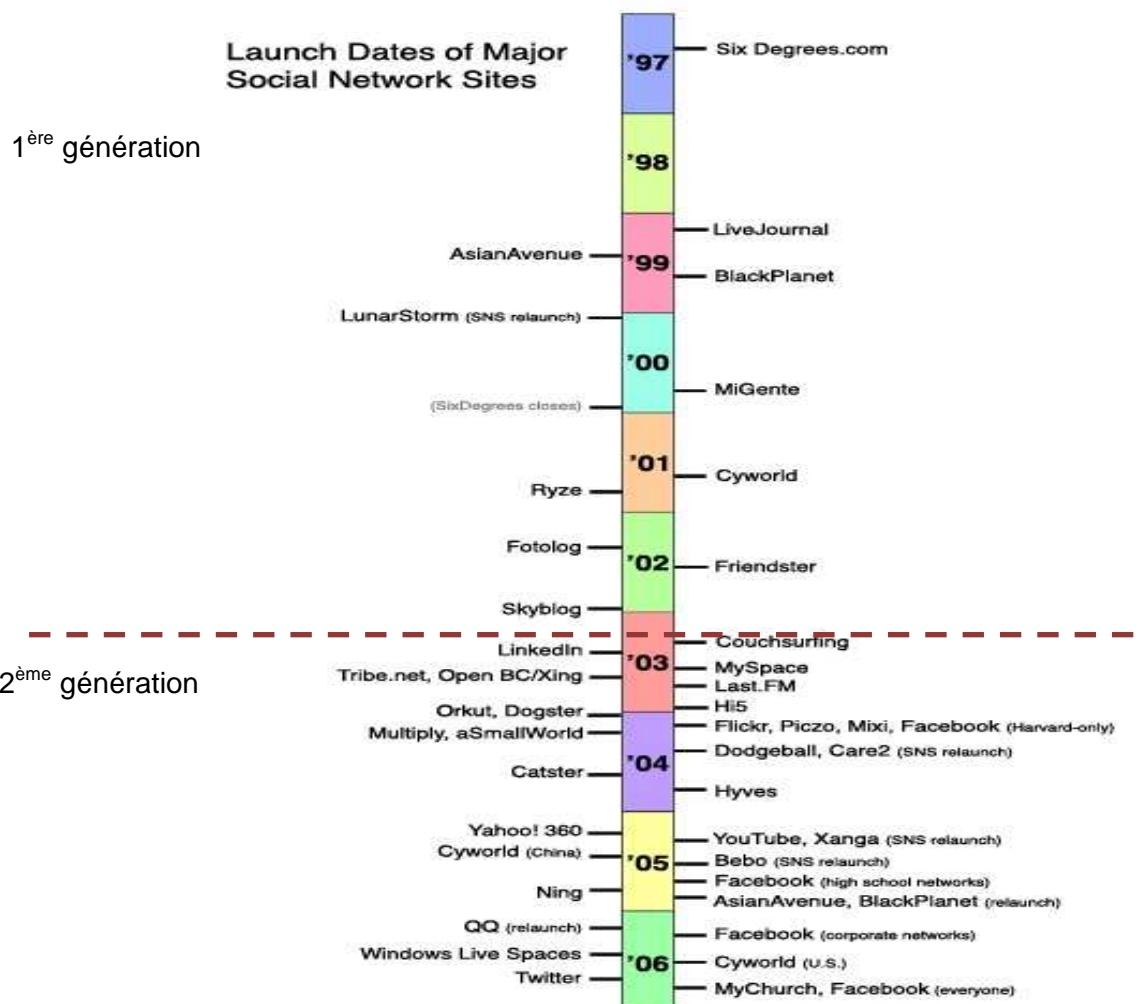 Launch Dates of Major
Social Network Sites
'97
Six Degrees.com
1ère génération
'98
LiveJournal
AsianAvenue
'99
BlackPlanet
LunarStorm (SNS relaunch)
'00
MiGente
(SixDegrees closes)
'01
Cyworld
Ryze
Fotolog
'02
Friendster
Skyblog
Couchsurfing
LinkedIn
'03
MySpace
2ème génération
Tribe.net, Open BC/Xing
Last.FM
Hi5
Orkut, Dogster
Flickr, Piczo, Mixi, Facebook (Harvard-only)
Multiply, aSmallWorld
Dodgeball, Care2 (SNS relaunch)
'04
Catster
Hyves
Yahoo! 360
YouTube, Xanga (SNS relaunch)
Cyworld (China)
'05
Bebo (SNS relaunch)
Facebook (high school networks)
Ning
AsianAvenue, BlackPlanet (relaunch)
QQ (relaunch)
Facebook (corporate networks)
Windows Live Spaces
'06
Cyworld (U.S.)
Twitter
MyChurch, Facebook (everyone)